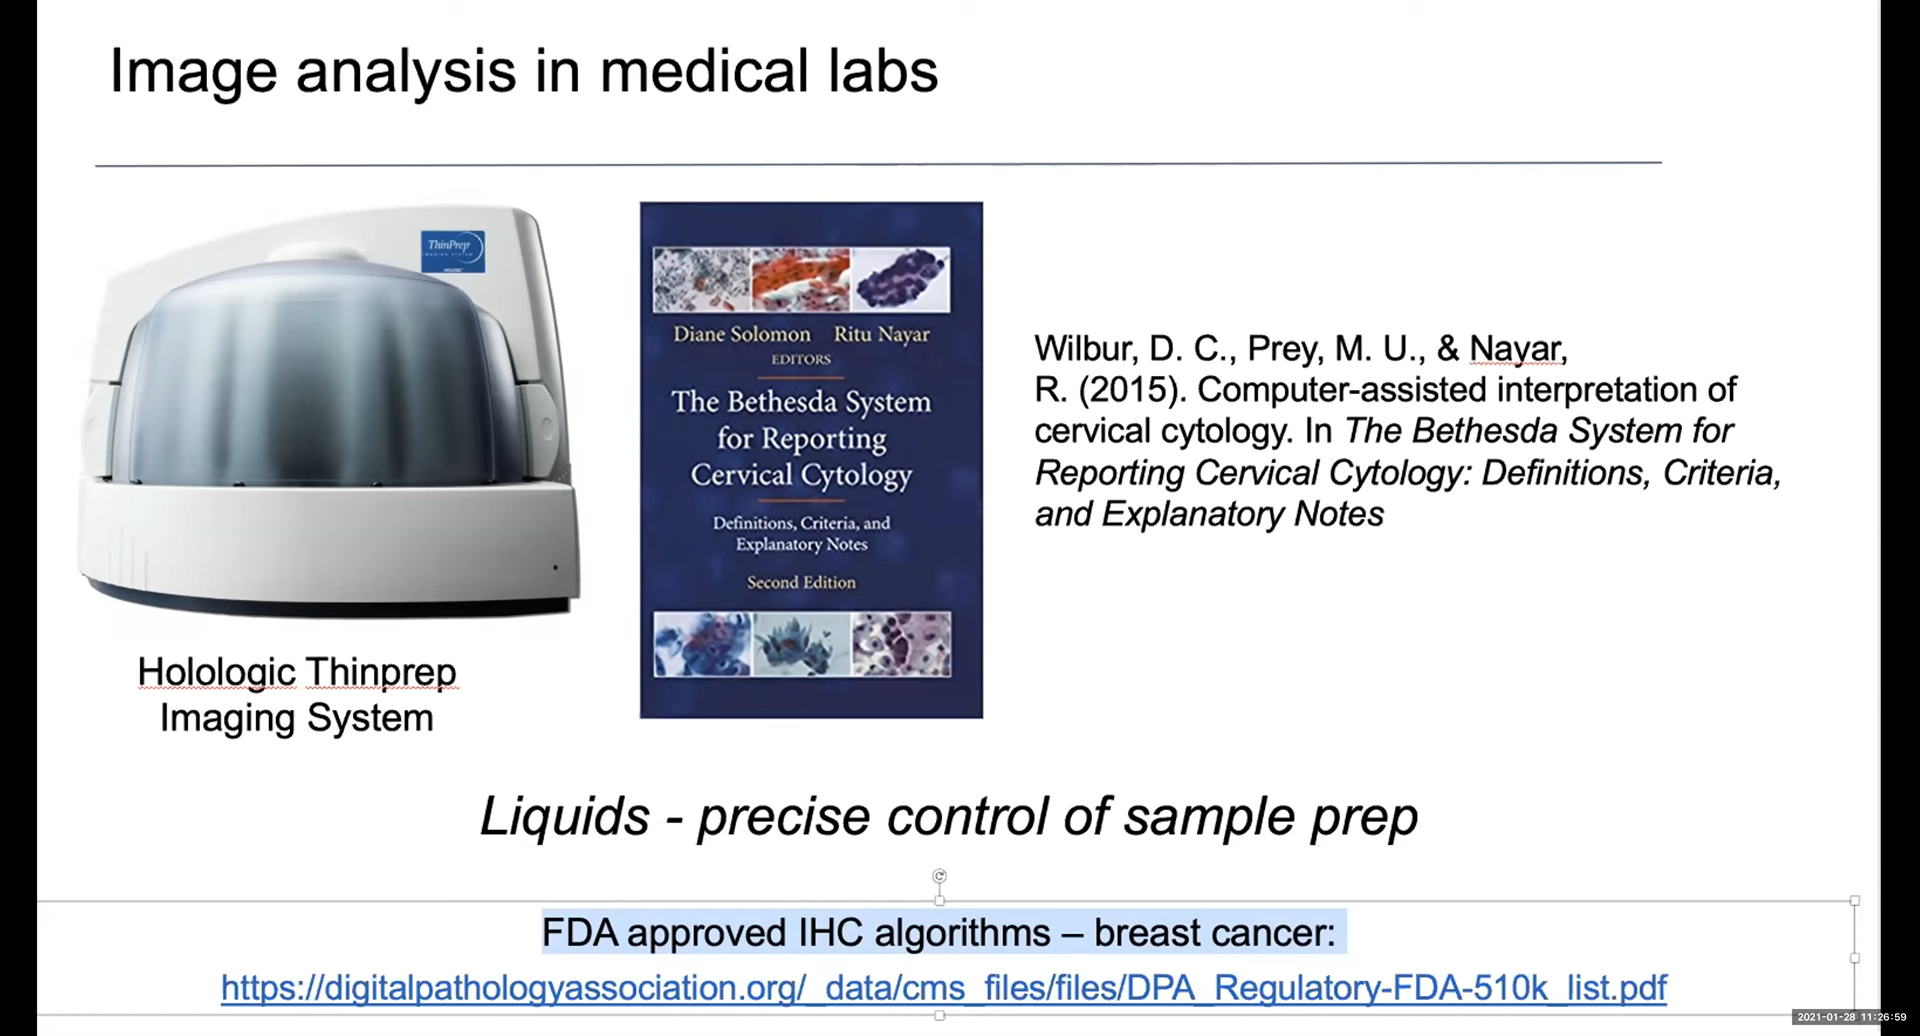 Image analysis in medical labs
ThinPrep
IMAGING SYSTEM
HOLOGIC
Diane Solomon Ritu Nayar
EDITORS
The Bethesda System
for Reporting
Cervical Cytology
Definitions, Criteria, and
Explanatory Notes
Second Edition
Wilbur, D. C., Prey, M. U., & Nayar,
R. (2015). Computer-assisted interpretation of
cervical cytology. In The Bethesda System for
Reporting Cervical Cytology: Definitions, Criteria,
and Explanatory Notes
Holologic Thinprep
Imaging System
Liquids - precise control of sample prep
FDA approved IHC algorithms – breast cancer:
https://digitalpathologyassociation.org/_data/cms_files/files/DPA_Regulatory-FDA-510k_list.pdf
2021-01-28 11:26:59